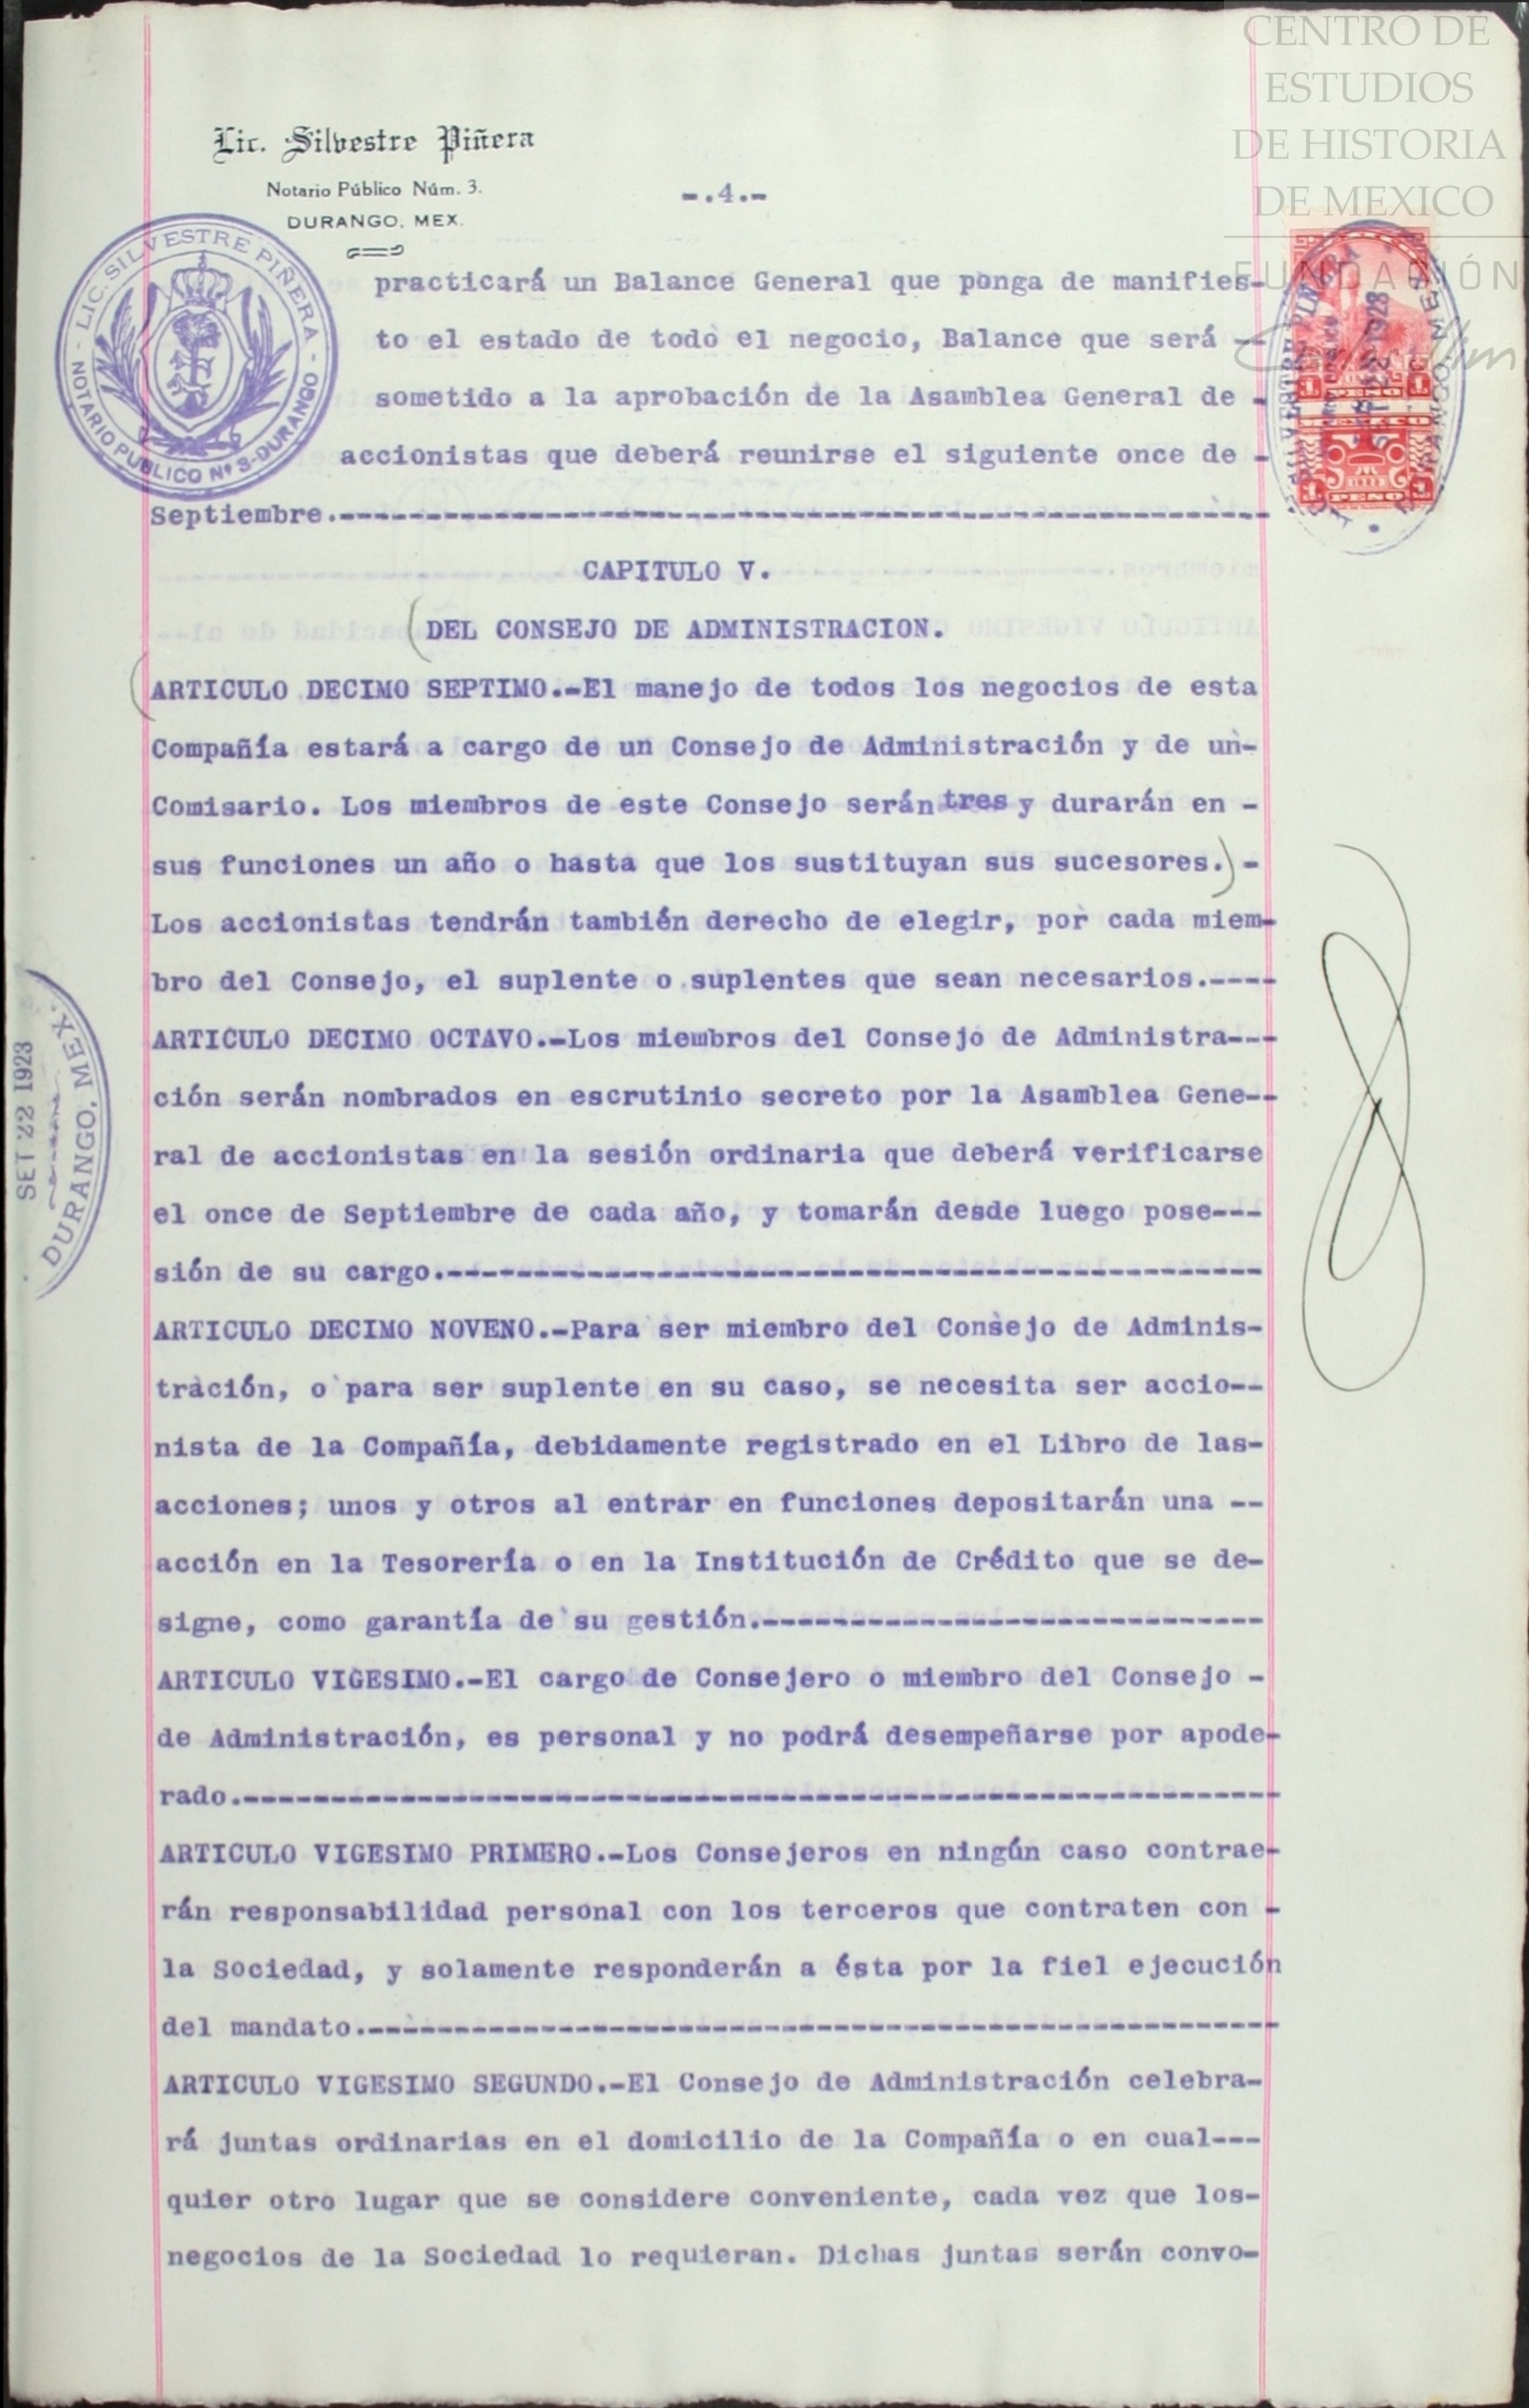 CENTRO DE
ESTUDIOS
DE HISTORIA
DE MEXICO
FUNDACIÓN
Lic. Silvestre Piñera
Notario Público Núm. 3.
DURANGO, MEX.
-.4.-
LIC. SILVESTRE PIÑERA - NOTARIO PUBLICO Nº 3-DURANGO -
practicará un Balance General que ponga de manifies-
to el estado de todo el negocio, Balance que será -
sometido a la aprobación de la Asamblea General de -
accionistas que deberá reunirse el siguiente once de -
Septiembre.------------------------------------------------------
1 1
1923
1 PESO 1
CAPITULO V.
(DEL CONSEJO DE ADMINISTRACION.
(ARTICULO DECIMO SEPTIMO.-El manejo de todos los negocios de esta
Compañía estará a cargo de un Consejo de Administración y de un-
Comisario. Los miembros de este Consejo serán tres y durarán en -
sus funciones un año o hasta que los sustituyan sus sucesores.) -
Los accionistas tendrán también derecho de elegir, por cada miem-
bro del Consejo, el suplente o suplentes que sean necesarios.----
ARTICULO DECIMO OCTAVO.-Los miembros del Consejo de Administra---
ción serán nombrados en escrutinio secreto por la Asamblea Gene--
ral de accionistas en la sesión ordinaria que deberá verificarse
el once de Septiembre de cada año, y tomarán desde luego pose---
sión de su cargo.-----------------------------------------------
SET 22 1923
DURANGO, MEX.
ARTICULO DECIMO NOVENO.-Para ser miembro del Consejo de Adminis-
tración, o para ser suplente en su caso, se necesita ser accio--
nista de la Compañía, debidamente registrado en el Libro de las-
acciones; unos y otros al entrar en funciones depositarán una --
acción en la Tesorería o en la Institución de Crédito que se de-
signe, como garantía de su gestión.-----------------------------
ARTICULO VIGESIMO.-El cargo de Consejero o miembro del Consejo -
de Administración, es personal y no podrá desempeñarse por apode-
rado.------------------------------------------------------------
ARTICULO VIGESIMO PRIMERO.-Los Consejeros en ningún caso contrae-
rán responsabilidad personal con los terceros que contraten con -
la Sociedad, y solamente responderán a ésta por la fiel ejecución
del mandato.-----------------------------------------------------
ARTICULO VIGESIMO SEGUNDO.-El Consejo de Administración celebra-
rá juntas ordinarias en el domicilio de la Compañía o en cual---
quier otro lugar que se considere conveniente, cada vez que los-
negocios de la Sociedad lo requieran. Dichas juntas serán convo-